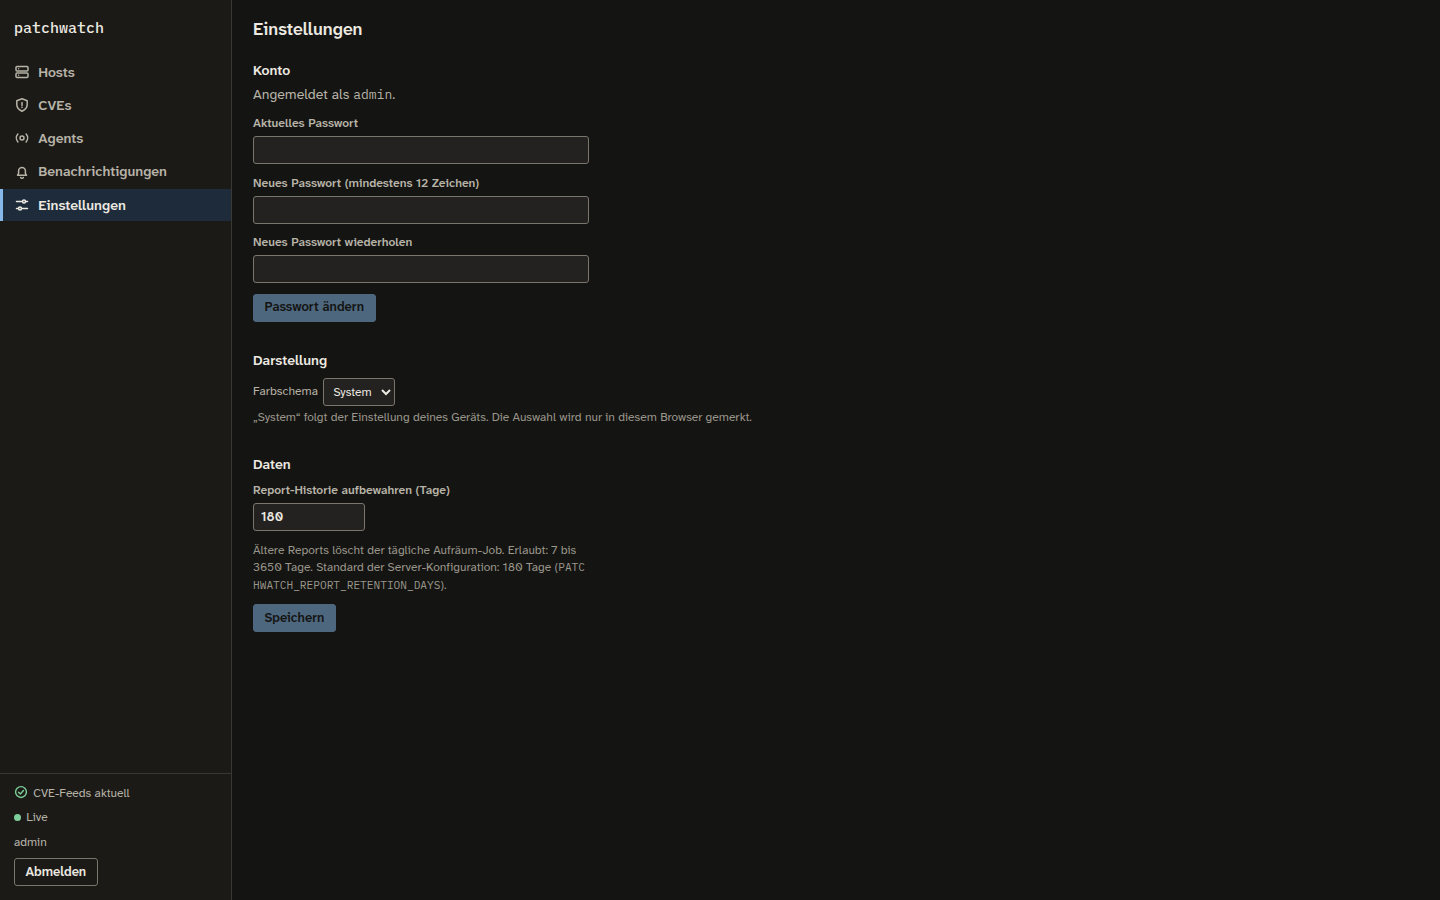 patchwatch
Hosts
CVEs
Agents
Benachrichtigungen
Einstellungen
CVE-Feeds aktuell
Live
admin
Abmelden
Einstellungen
Konto
Angemeldet als admin.
Aktuelles Passwort
Neues Passwort (mindestens 12 Zeichen)
Neues Passwort wiederholen
Passwort ändern
Darstellung
Farbschema System
„System“ folgt der Einstellung deines Geräts. Die Auswahl wird nur in diesem Browser gemerkt.
Daten
Report-Historie aufbewahren (Tage)
180
Ältere Reports löscht der tägliche Aufräum-Job. Erlaubt: 7 bis
3650 Tage. Standard der Server-Konfiguration: 180 Tage (PATC
HWATCH_REPORT_RETENTION_DAYS).
Speichern